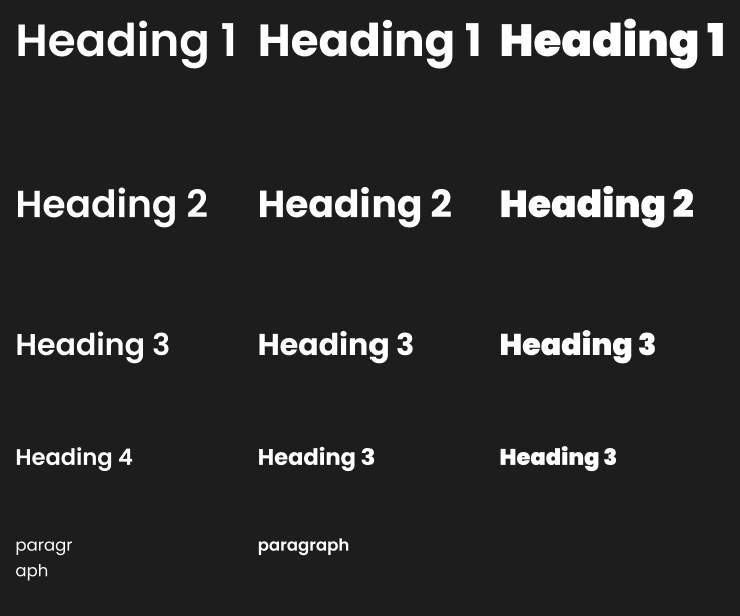 Heading 1 Heading 1 Heading 1
Heading 2 Heading 2 Heading 2
Heading 3 Heading 3 Heading 3
Heading 4 Heading 3 Heading 3
paragr paragraph
aph